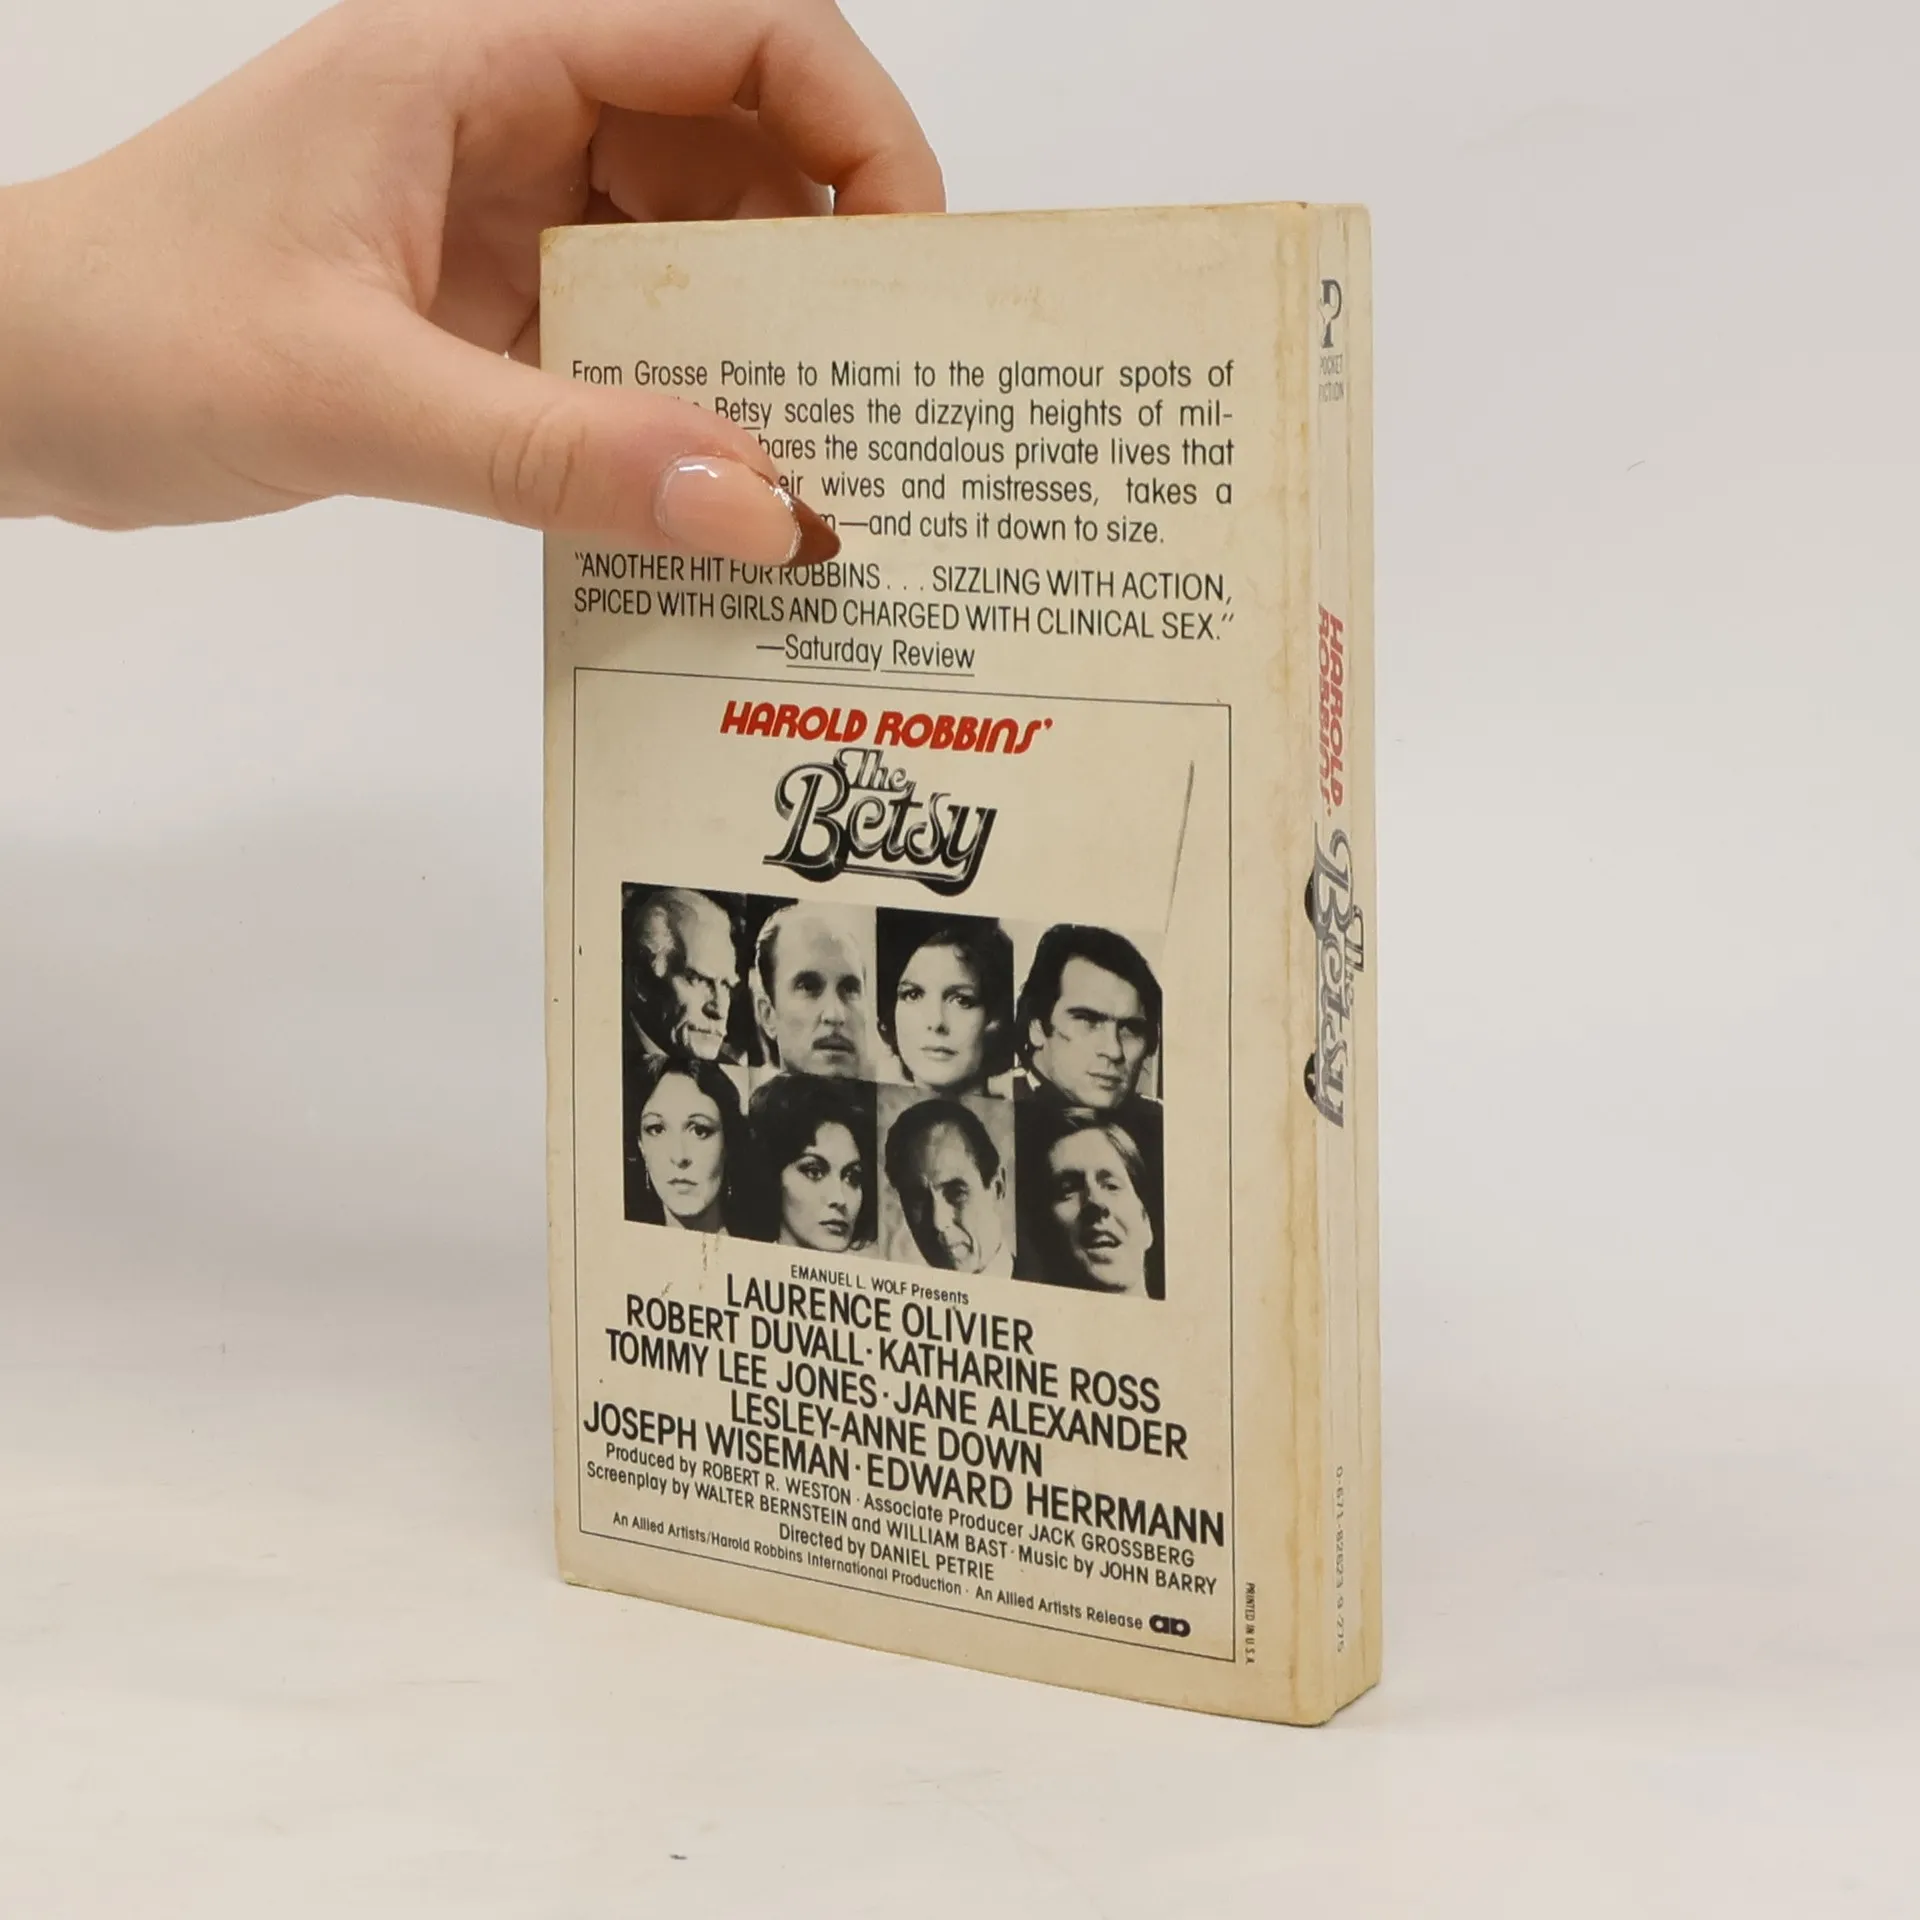 From Grosse Pointe to Miami to the glamour spots of
Betsy scales the dizzying heights of mil-
bares the scandalous private lives that
wives and mistresses, takes a
—and cuts it down to size.
"ANOTHER HIT FOR ROBBINS . . . SIZZLING WITH ACTION,
SPICED WITH GIRLS AND CHARGED WITH CLINICAL SEX."
—Saturday Review
HAROLD ROBBINS'
The
Betsy
EMANUEL L. WOLF Presents
LAURENCE OLIVIER
ROBERT DUVALL · KATHARINE ROSS
TOMMY LEE JONES · JANE ALEXANDER
LESLEY-ANNE DOWN
JOSEPH WISEMAN · EDWARD HERRMANN
Produced by ROBERT R. WESTON · Associate Producer JACK GROSSBERG
Screenplay by WALTER BERNSTEIN and WILLIAM BAST · Music by JOHN BARRY
Directed by DANIEL PETRIE
An Allied Artists/Harold Robbins International Production · An Allied Artists Release
PRINTED IN U.S.A.
POCKET
FICTION
HAROLD
ROBBINS'
The
Betsy
0-671-82623-9-275